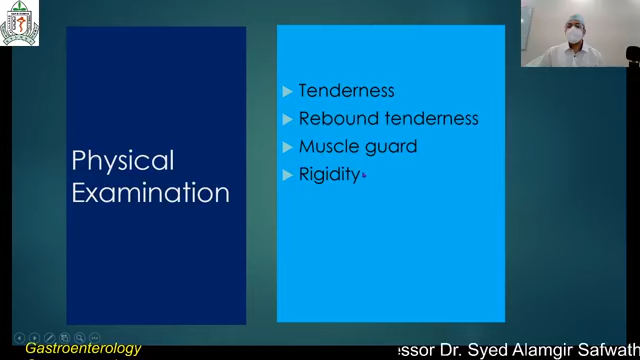 Physical
Examination
Tenderness
Rebound tenderness
Muscle guard
Rigidity
Gastroenterology
essor Dr. Syed Alamgir Safwath